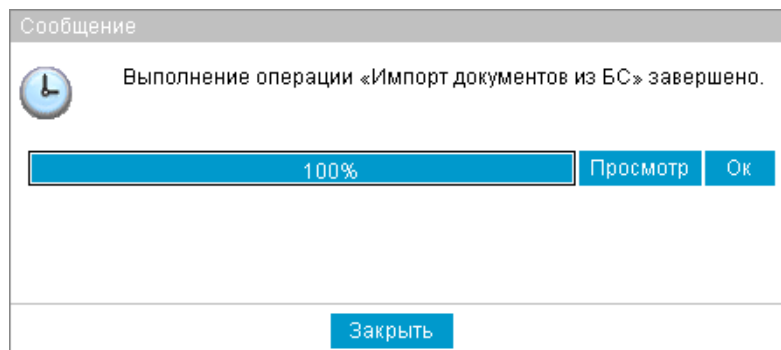 Сообщение
Выполнение операции «Импорт документов из БС» завершено.
100% Просмотр Ок
Закрыть